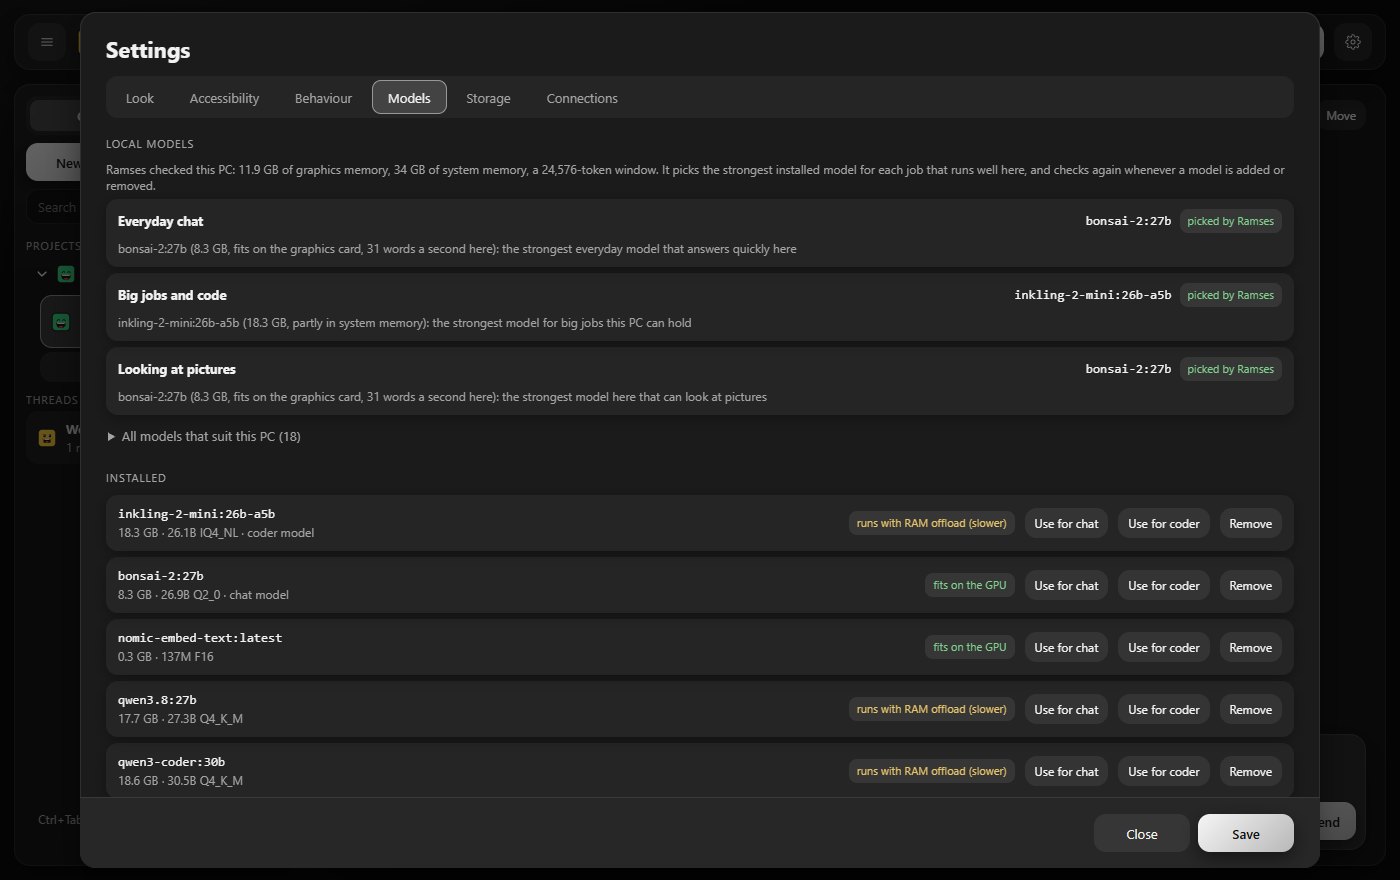 Settings
Look
Accessibility
Behaviour
Models
Storage
Connections
Move
New
Search
PROJECTS
THREADS
1
Ctrl+Tab
LOCAL MODELS
Ramses checked this PC: 11.9 GB of graphics memory, 34 GB of system memory, a 24,576-token window. It picks the strongest installed model for each job that runs well here, and checks again whenever a model is added or
removed.
Everyday chat
bonsai-2:27b
picked by Ramses
bonsai-2:27b (8.3 GB, fits on the graphics card, 31 words a second here): the strongest everyday model that answers quickly here
Big jobs and code
inkling-2-mini:26b-a5b
picked by Ramses
inkling-2-mini:26b-a5b (18.3 GB, partly in system memory): the strongest model for big jobs this PC can hold
Looking at pictures
bonsai-2:27b
picked by Ramses
bonsai-2:27b (8.3 GB, fits on the graphics card, 31 words a second here): the strongest model here that can look at pictures
All models that suit this PC (18)
INSTALLED
inkling-2-mini:26b-a5b
18.3 GB · 26.1B IQ4_NL · coder model
runs with RAM offload (slower)
Use for chat
Use for coder
Remove
bonsai-2:27b
8.3 GB · 26.9B Q2_0 · chat model
fits on the GPU
Use for chat
Use for coder
Remove
nomic-embed-text:latest
0.3 GB · 137M F16
fits on the GPU
Use for chat
Use for coder
Remove
qwen3.8:27b
17.7 GB · 27.3B Q4_K_M
runs with RAM offload (slower)
Use for chat
Use for coder
Remove
qwen3-coder:30b
18.6 GB · 30.5B Q4_K_M
runs with RAM offload (slower)
Use for chat
Use for coder
Remove
Close
Save